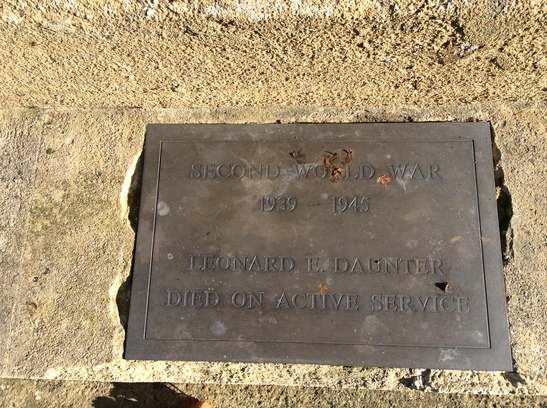 SECOND WORLD WAR
1939 - 1945
LEONARD E. DAUNTER
DIED ON ACTIVE SERVICE